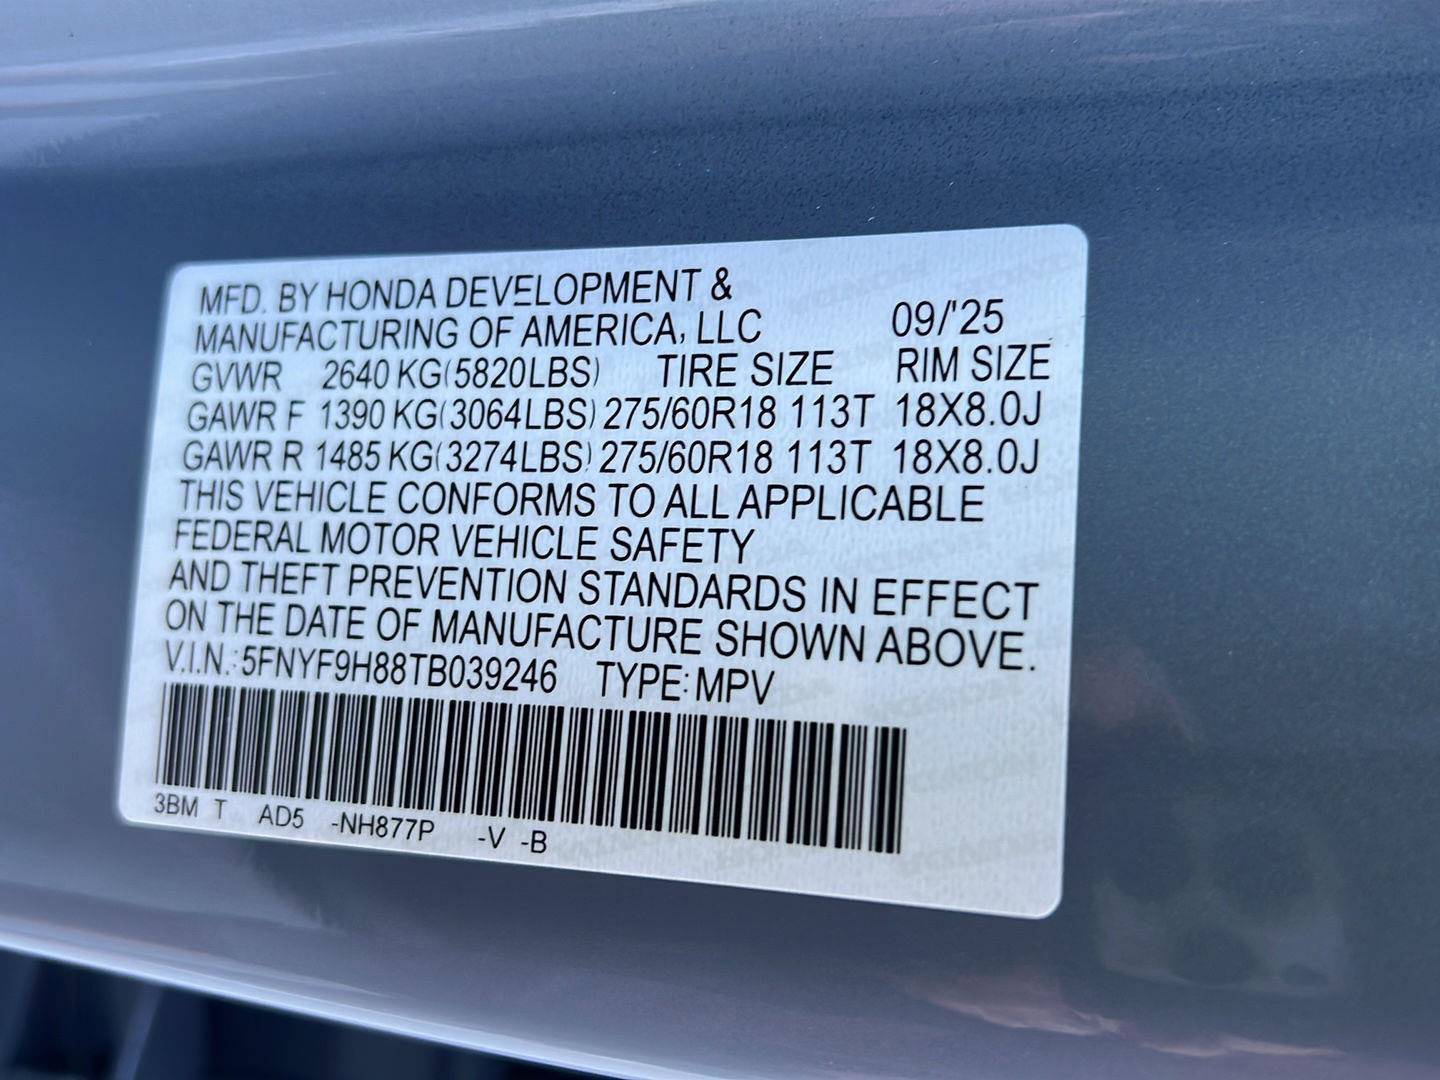 MFD. BY HONDA DEVELOPMENT &
MANUFACTURING OF AMERICA, LLC 09/'25
GVWR 2640 KG(5820LBS) TIRE SIZE RIM SIZE
GAWR F 1390 KG(3064LBS) 275/60R18 113T 18X8.0J
GAWR R 1485 KG(3274LBS) 275/60R18 113T 18X8.0J
THIS VEHICLE CONFORMS TO ALL APPLICABLE
FEDERAL MOTOR VEHICLE SAFETY
AND THEFT PREVENTION STANDARDS IN EFFECT
ON THE DATE OF MANUFACTURE SHOWN ABOVE.
V.I.N.: 5FNYF9H88TB039246 TYPE: MPV
3BM T AD5 -NH877P -V -B